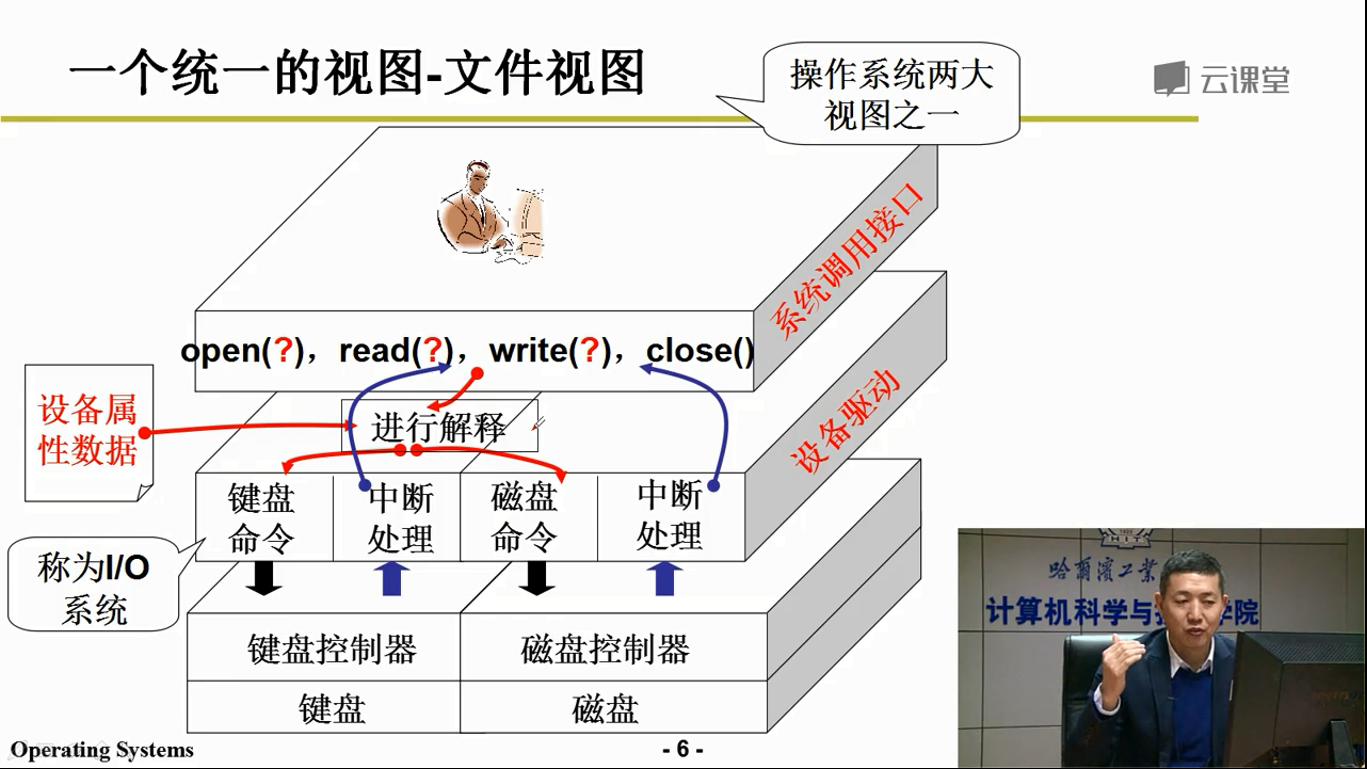 一个统一的视图-文件视图
操作系统两大
视图之一
云课堂
系统调用接口
open(?)，read(?)，write(?)，close()
设备属
性数据
进行解释
设备驱动
键盘
命令
中断
处理
磁盘
命令
中断
处理
称为I/O
系统
键盘控制器
磁盘控制器
键盘
磁盘
HIT
哈爾濱工業
计算机科学与
学院
Operating Systems
- 6 -